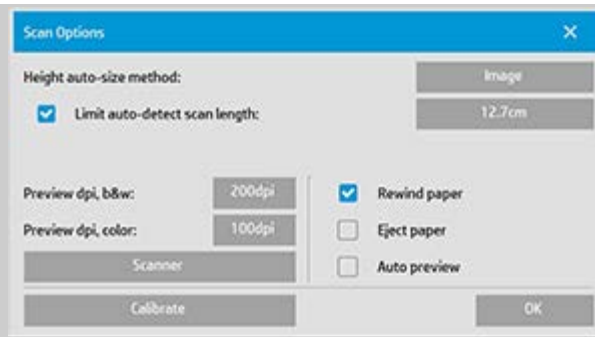 Scan Options
Height auto-size method: Image
Limit auto-detect scan length: 12.7cm
Preview dpi, b&w: 200dpi Rewind paper
Preview dpi, color: 100dpi Eject paper
Scanner Auto preview
Calibrate OK